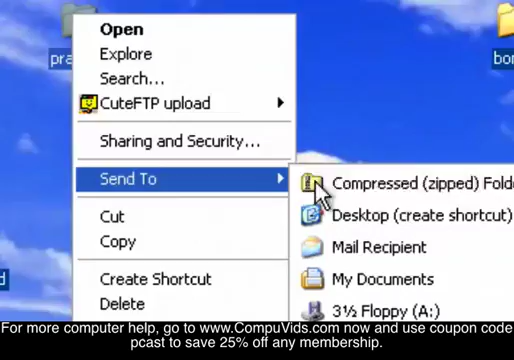 Open
pra
bor
Explore
Search...
CuteFTP upload
Sharing and Security...
Send To
Compressed (zipped) Folde
Desktop (create shortcut)
Cut
Copy
Mail Recipient
Create Shortcut
My Documents
d
Delete
3½ Floppy (A:)
For more computer help, go to www.CompuVids.com now and use coupon code
pcast to save 25% off any membership.